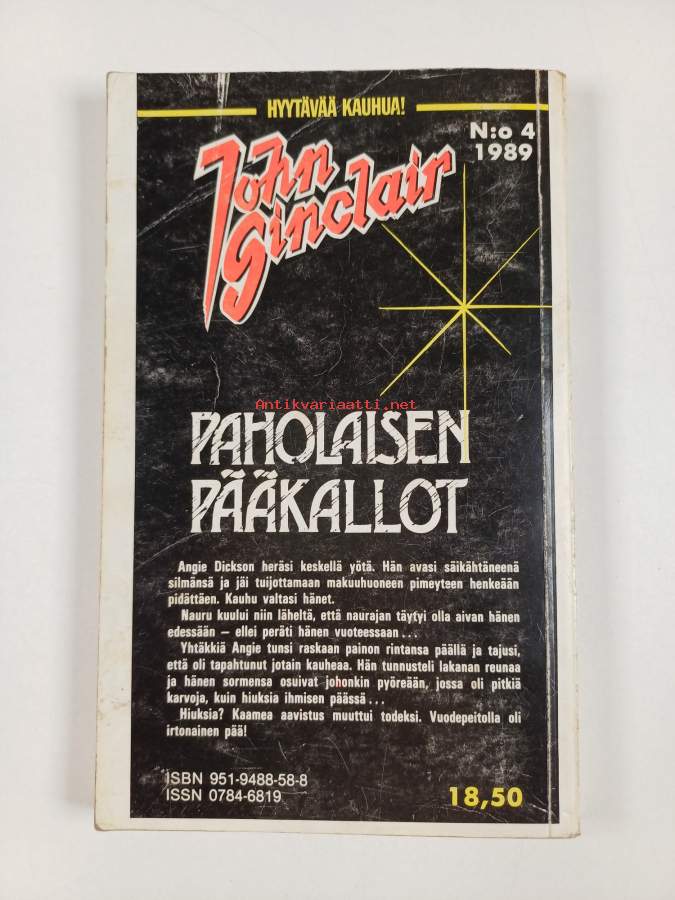 HYYTÄVÄÄ KAUHUA!
N:o 4
1989
John
Sinclair
Antikvariaatti.net
PAHOLAISEN
PÄÄKALLOT
Angie Dickson heräsi keskellä yötä. Hän avasi säikähtäneenä
silmänsä ja jäi tuijottamaan makuuhuoneen pimeyteen henkeään
pidättäen. Kauhu valtasi hänet.
Nauru kuului niin läheltä, että naurajan täytyi olla aivan hänen
edessään — ellei peräti hänen vuoteessaan...
Yhtäkkiä Angie tunsi raskaan painon rintansa päällä ja tajusi,
että oli tapahtunut jotain kauheaa. Hän tunnusteli lakanan reunaa
ja hänen sormensa osuivat johonkin pyöreään, jossa oli pitkiä
karvoja, kuin hiuksia ihmisen päässä...
Hiuksia? Kaamea aavistus muuttui todeksi. Vuodepeitolla oli
irtonainen pää!
ISBN 951-9488-58-8
ISSN 0784-6819
18,50